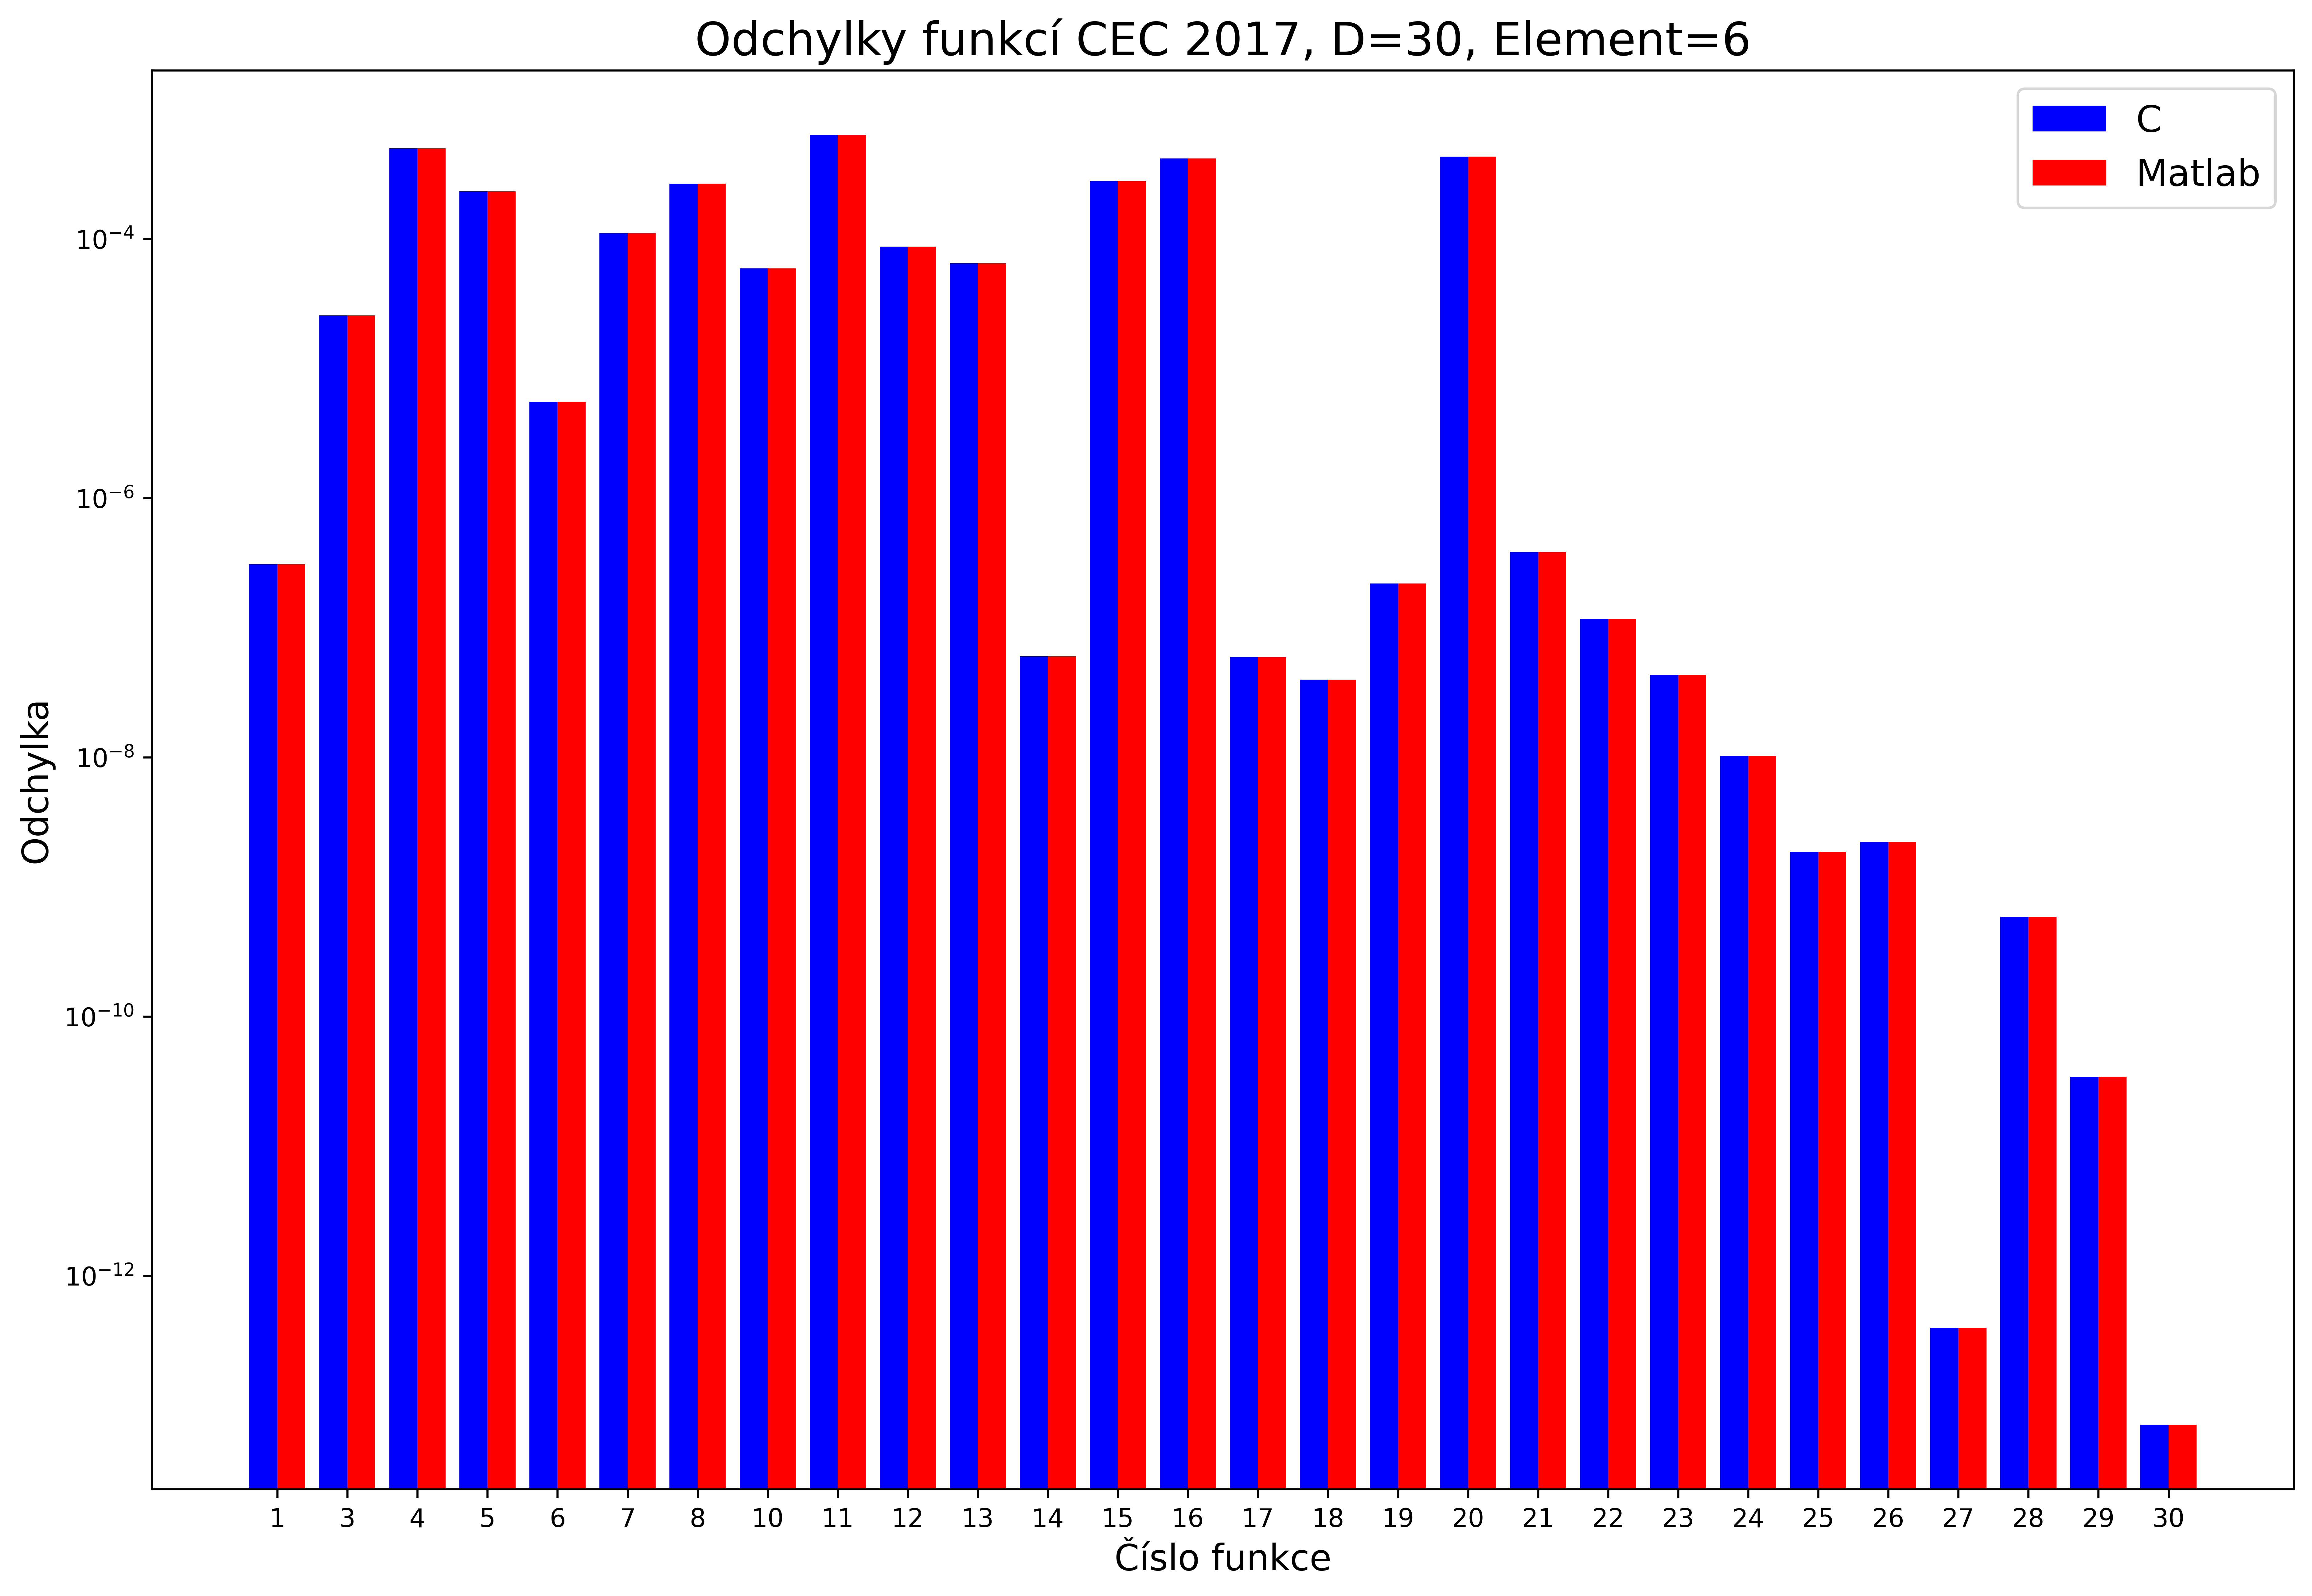 Odchylky funkcí CEC 2017, D=30, Element=6
C
Matlab
Odchylka
10⁻⁴
10⁻⁶
10⁻⁸
10⁻¹⁰
10⁻¹²
1 3 4 5 6 7 8 10 11 12 13 14 15 16 17 18 19 20 21 22 23 24 25 26 27 28 29 30
Číslo funkce